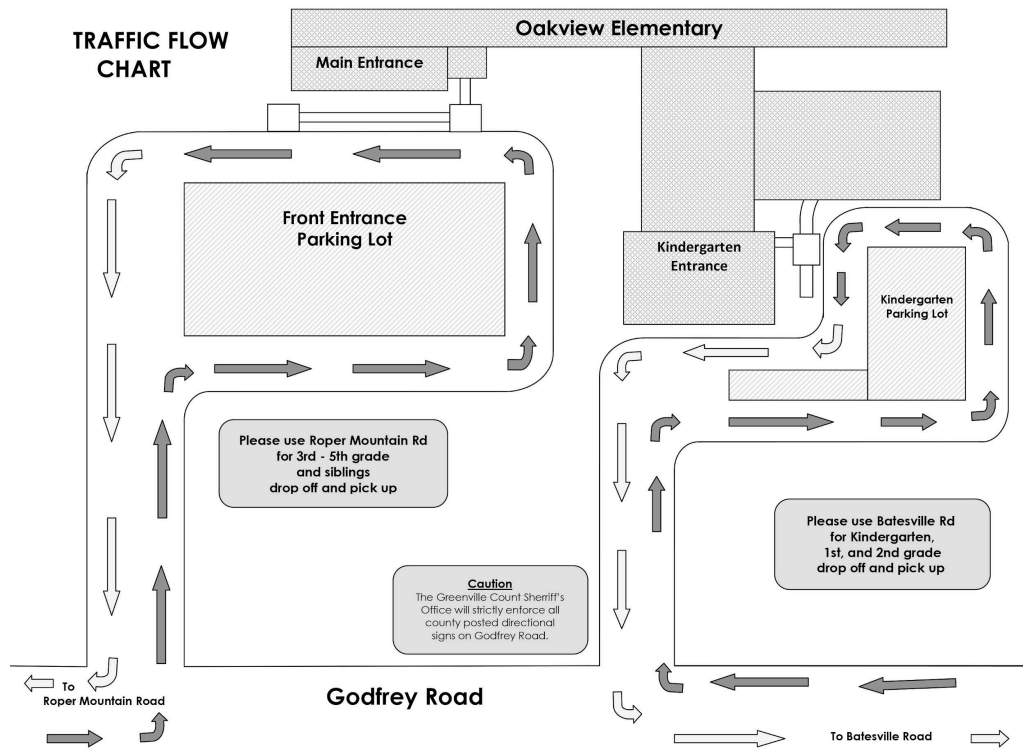 TRAFFIC FLOW
CHART
Oakview Elementary
Main Entrance
Front Entrance
Parking Lot
Kindergarten
Entrance
Kindergarten
Parking Lot
Please use Roper Mountain Rd
for 3rd - 5th grade
and siblings
drop off and pick up
Please use Batesville Rd
for Kindergarten,
1st, and 2nd grade
drop off and pick up
Caution
The Greenville Count Sherriff's
Office will strictly enforce all
county posted directional
signs on Godfrey Road.
To
Roper Mountain Road
Godfrey Road
To Batesville Road